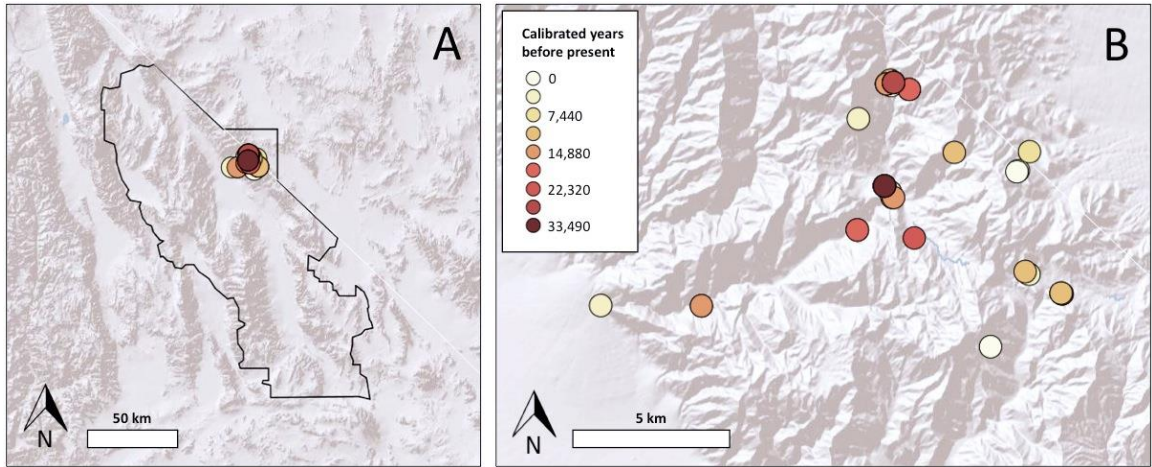 A
N
50 km
Calibrated years
before present
0
7,440
14,880
22,320
33,490
B
N
5 km